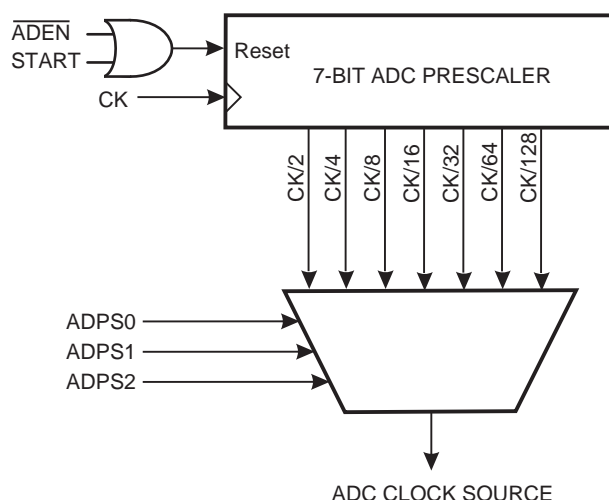 ADEN
START
CK
Reset
7-BIT ADC PRESCALER
CK/2
CK/4
CK/8
CK/16
CK/32
CK/64
CK/128
ADPS0
ADPS1
ADPS2
ADC CLOCK SOURCE